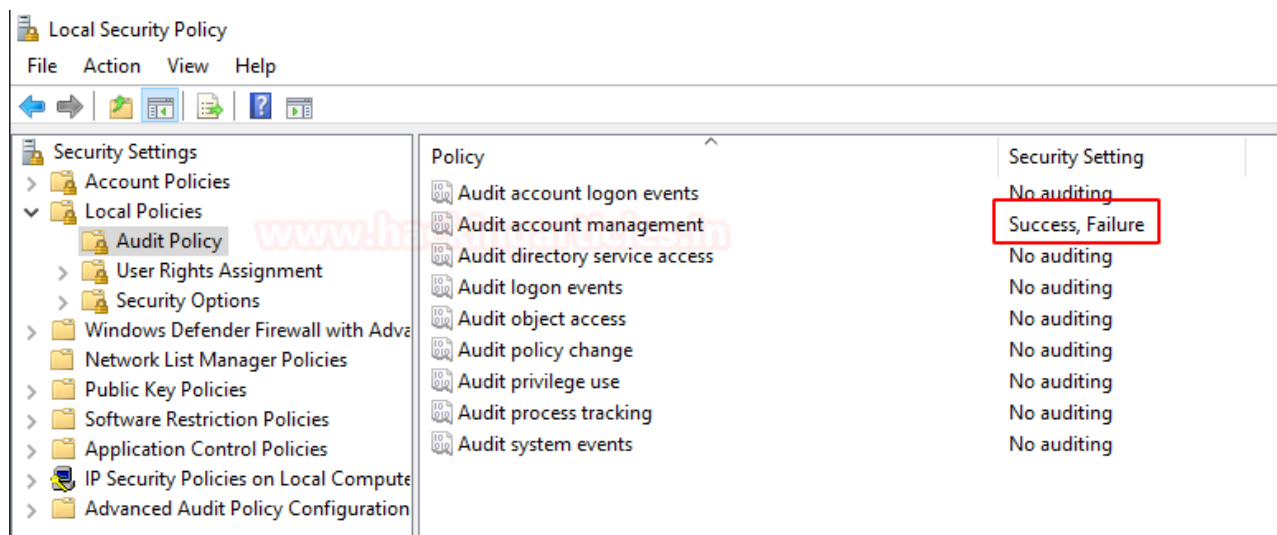 Local Security Policy
File Action View Help
Security Settings
Account Policies
Local Policies
Audit Policy
User Rights Assignment
Security Options
Windows Defender Firewall with Adva
Network List Manager Policies
Public Key Policies
Software Restriction Policies
Application Control Policies
IP Security Policies on Local Compute
Advanced Audit Policy Configuration
Policy Security Setting
Audit account logon events No auditing
Audit account management Success, Failure
Audit directory service access No auditing
Audit logon events No auditing
Audit object access No auditing
Audit policy change No auditing
Audit privilege use No auditing
Audit process tracking No auditing
Audit system events No auditing
www.hackingarticles.in